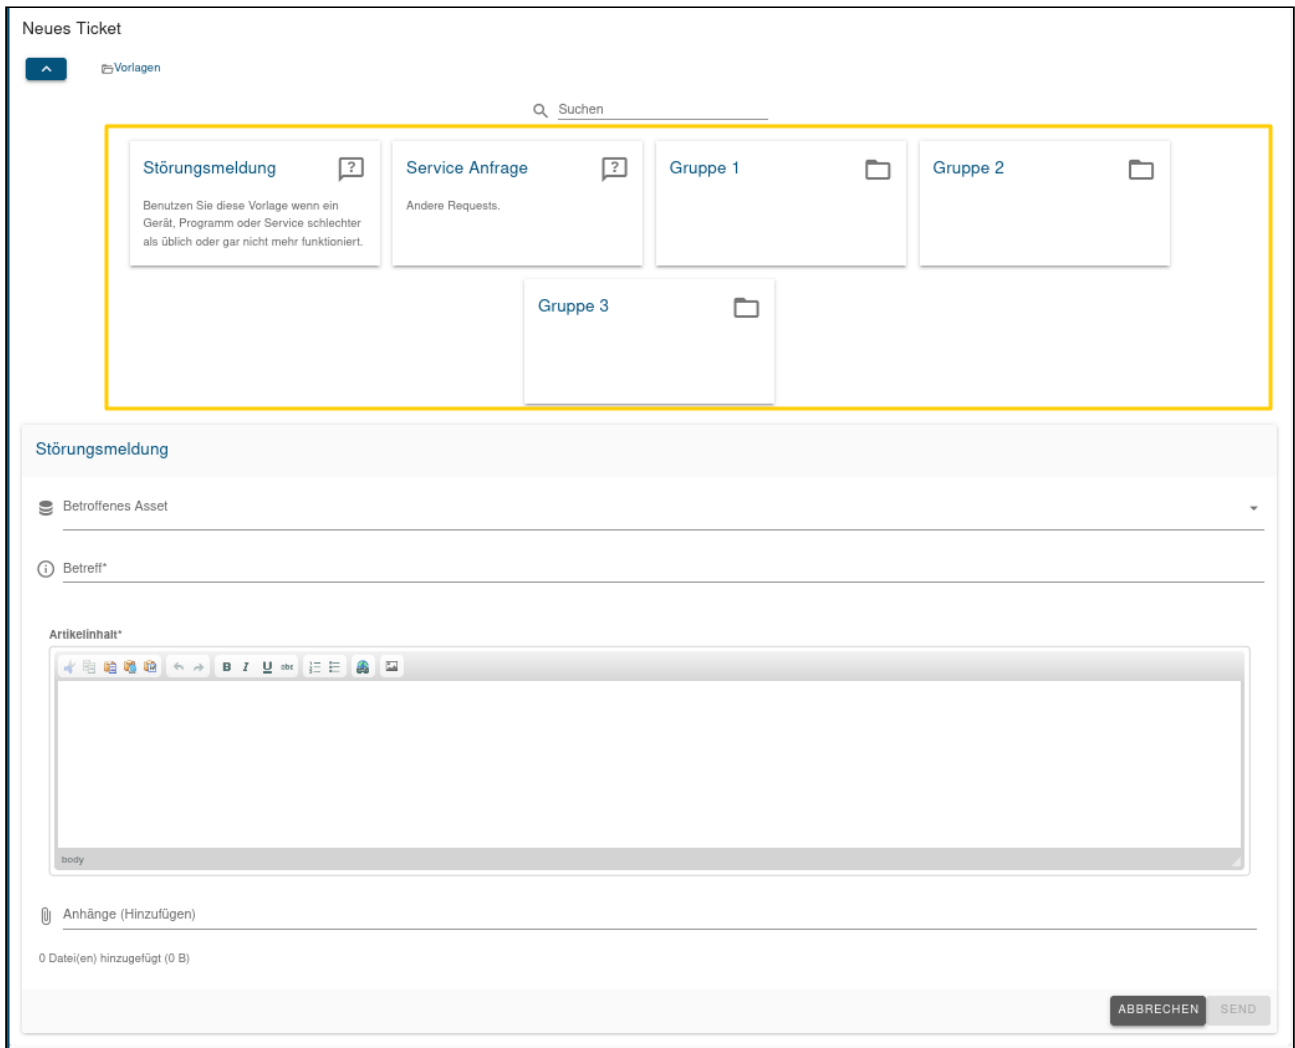 Neues Ticket
Vorlagen
Suchen
Störungsmeldung
?
Benutzen Sie diese Vorlage wenn ein
Gerät, Programm oder Service schlechter
als üblich oder gar nicht mehr funktioniert.
Service Anfrage
?
Andere Requests.
Gruppe 1
Gruppe 2
Gruppe 3
Störungsmeldung
Betroffenes Asset
Betreff*
Artikelinhalt*
B I U abc
body
Anhänge (Hinzufügen)
0 Datei(en) hinzugefügt (0 B)
ABBRECHEN SEND